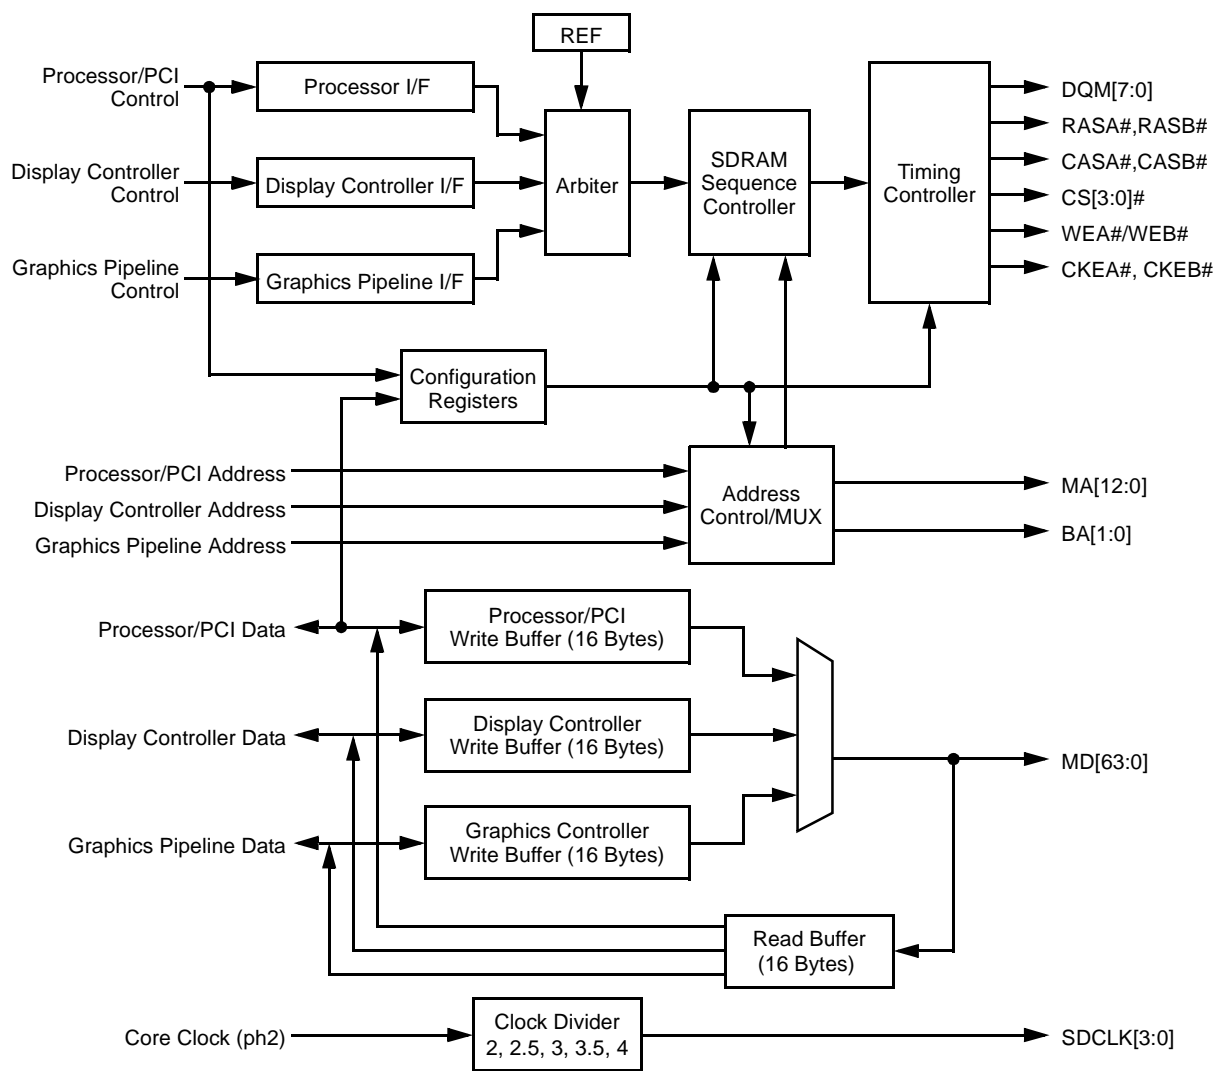 REF
Processor/PCI
Control
Processor I/F
DQM[7:0]
RASA#,RASB#
Display Controller
Control
Display Controller I/F
Arbiter
SDRAM
Sequence
Controller
Timing
Controller
CASA#,CASB#
CS[3:0]#
WEA#/WEB#
Graphics Pipeline
Control
Graphics Pipeline I/F
CKEA#, CKEB#
Configuration
Registers
Processor/PCI Address
Display Controller Address
Graphics Pipeline Address
Address
Control/MUX
MA[12:0]
BA[1:0]
Processor/PCI Data
Processor/PCI
Write Buffer (16 Bytes)
Display Controller Data
Display Controller
Write Buffer (16 Bytes)
MD[63:0]
Graphics Pipeline Data
Graphics Controller
Write Buffer (16 Bytes)
Read Buffer
(16 Bytes)
Core Clock (ph2)
Clock Divider
2, 2.5, 3, 3.5, 4
SDCLK[3:0]